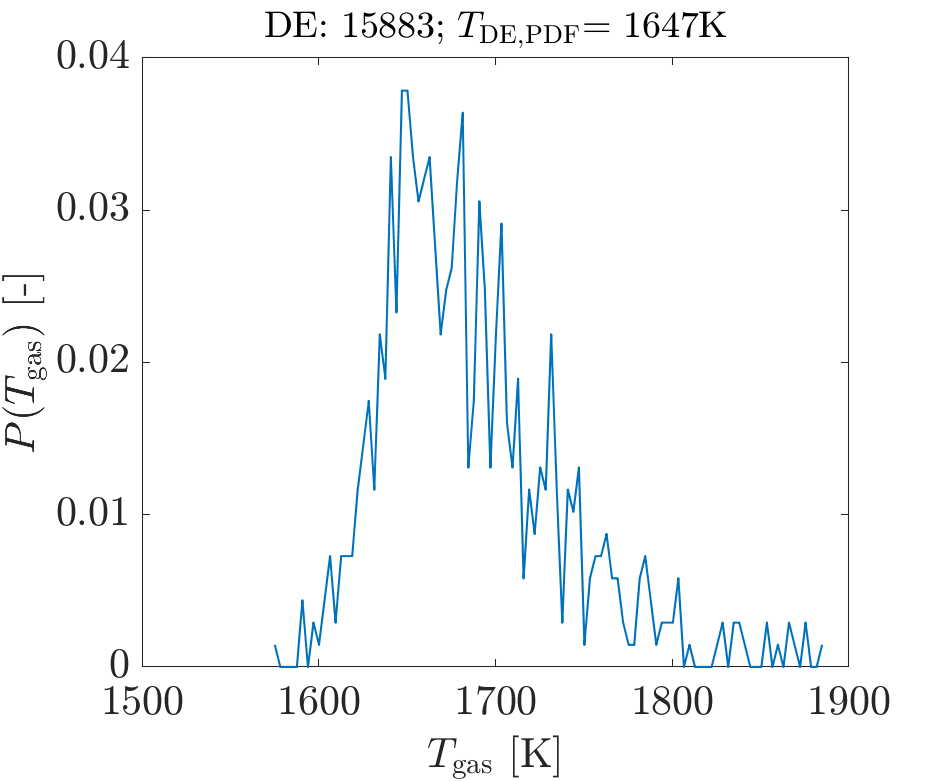 DE: 15883; T_DE,PDF= 1647K
0.04
0.03
0.02
0.01
0
P(T_gas) [-]
1500 1600 1700 1800 1900
T_gas [K]